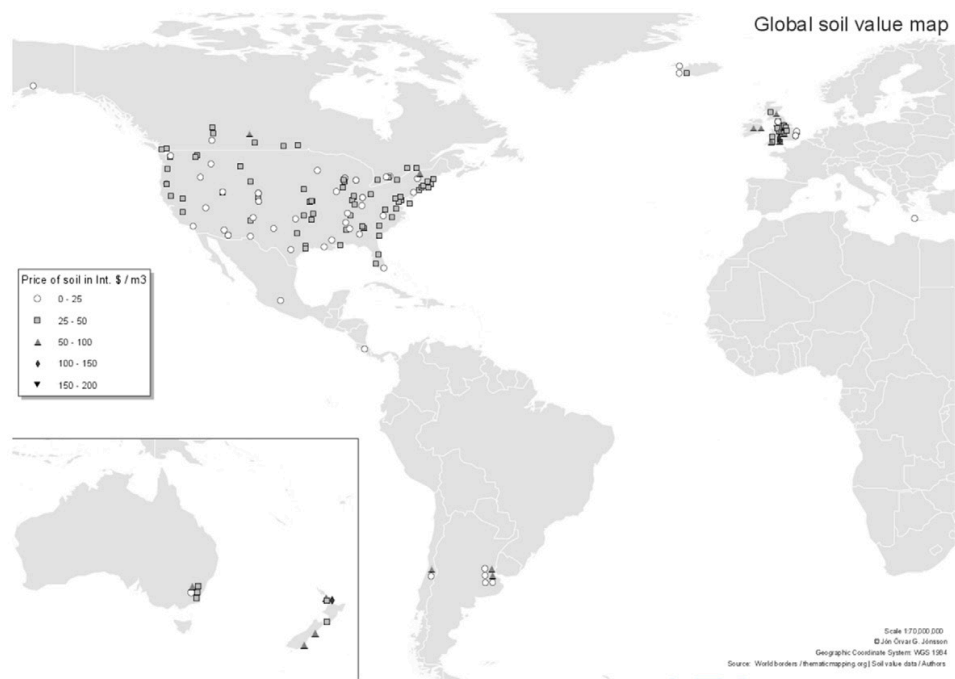 Global soil value map
Price of soil in Int. $ / m3
0 - 25
25 - 50
50 - 100
100 - 150
150 - 200
Scale 1:70,000,000
© Jón Örvar G. Jónsson
Geographic Coordinate System: WGS 1984
Source: World borders / thematicmapping.org | Soil value data / Authors